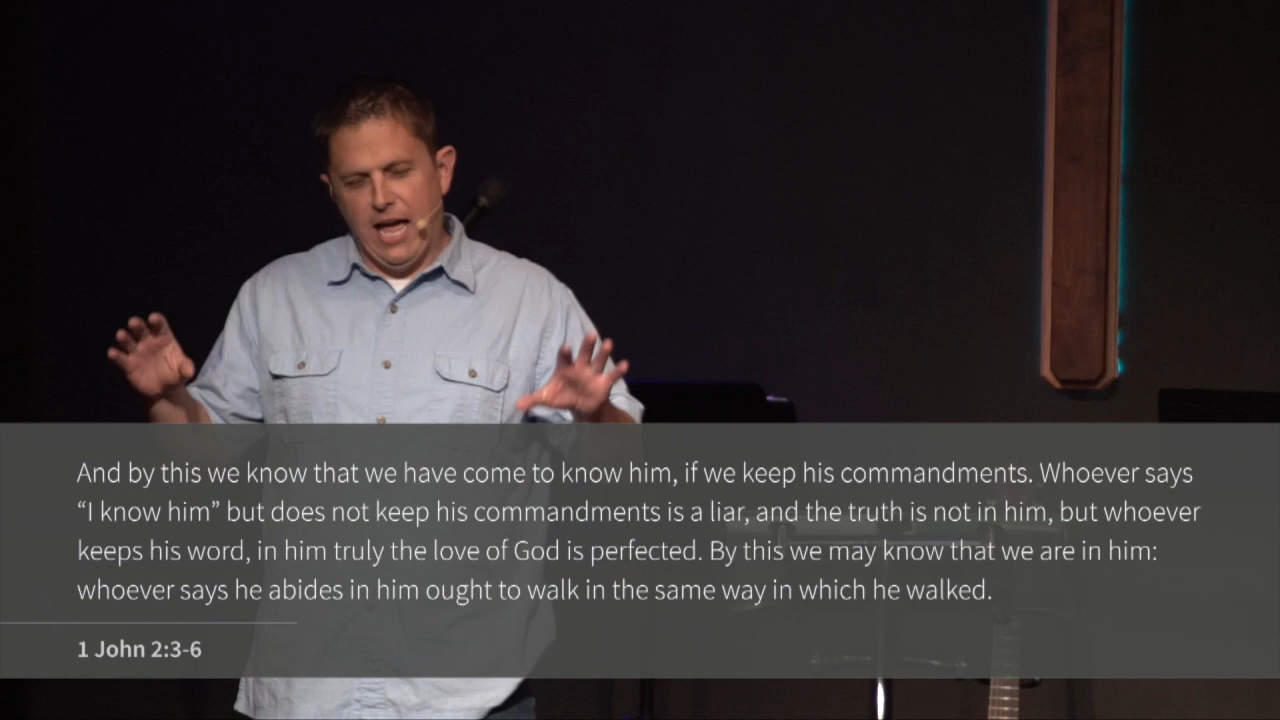 And by this we know that we have come to know him, if we keep his commandments. Whoever says
“I know him” but does not keep his commandments is a liar, and the truth is not in him, but whoever
keeps his word, in him truly the love of God is perfected. By this we may know that we are in him:
whoever says he abides in him ought to walk in the same way in which he walked.
1 John 2:3-6